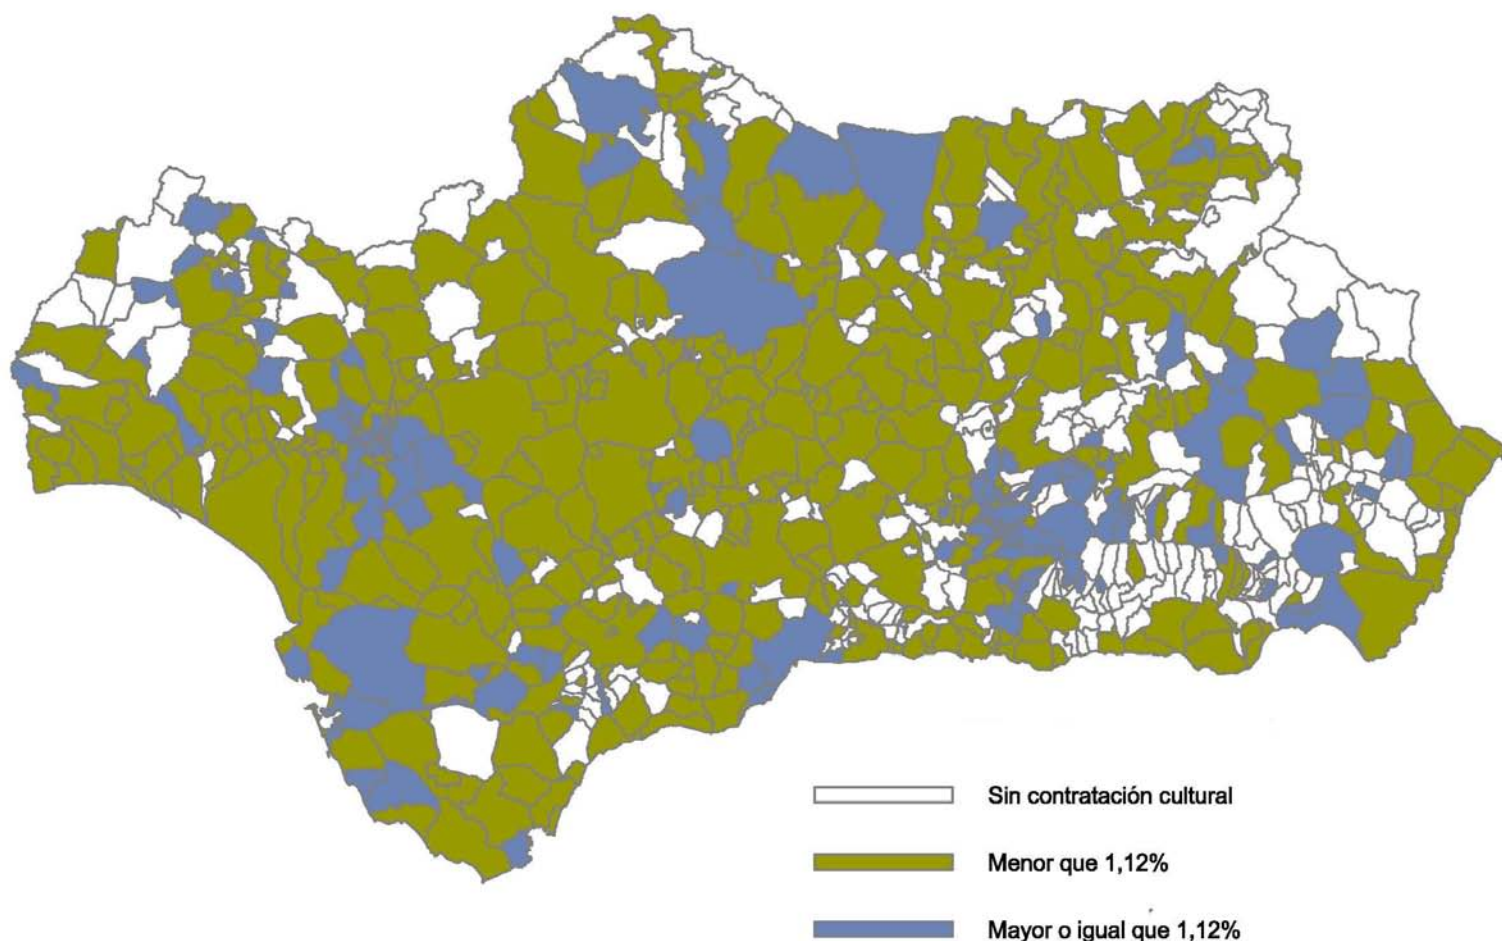 Sin contratación cultural
Menor que 1,12%
Mayor o igual que 1,12%